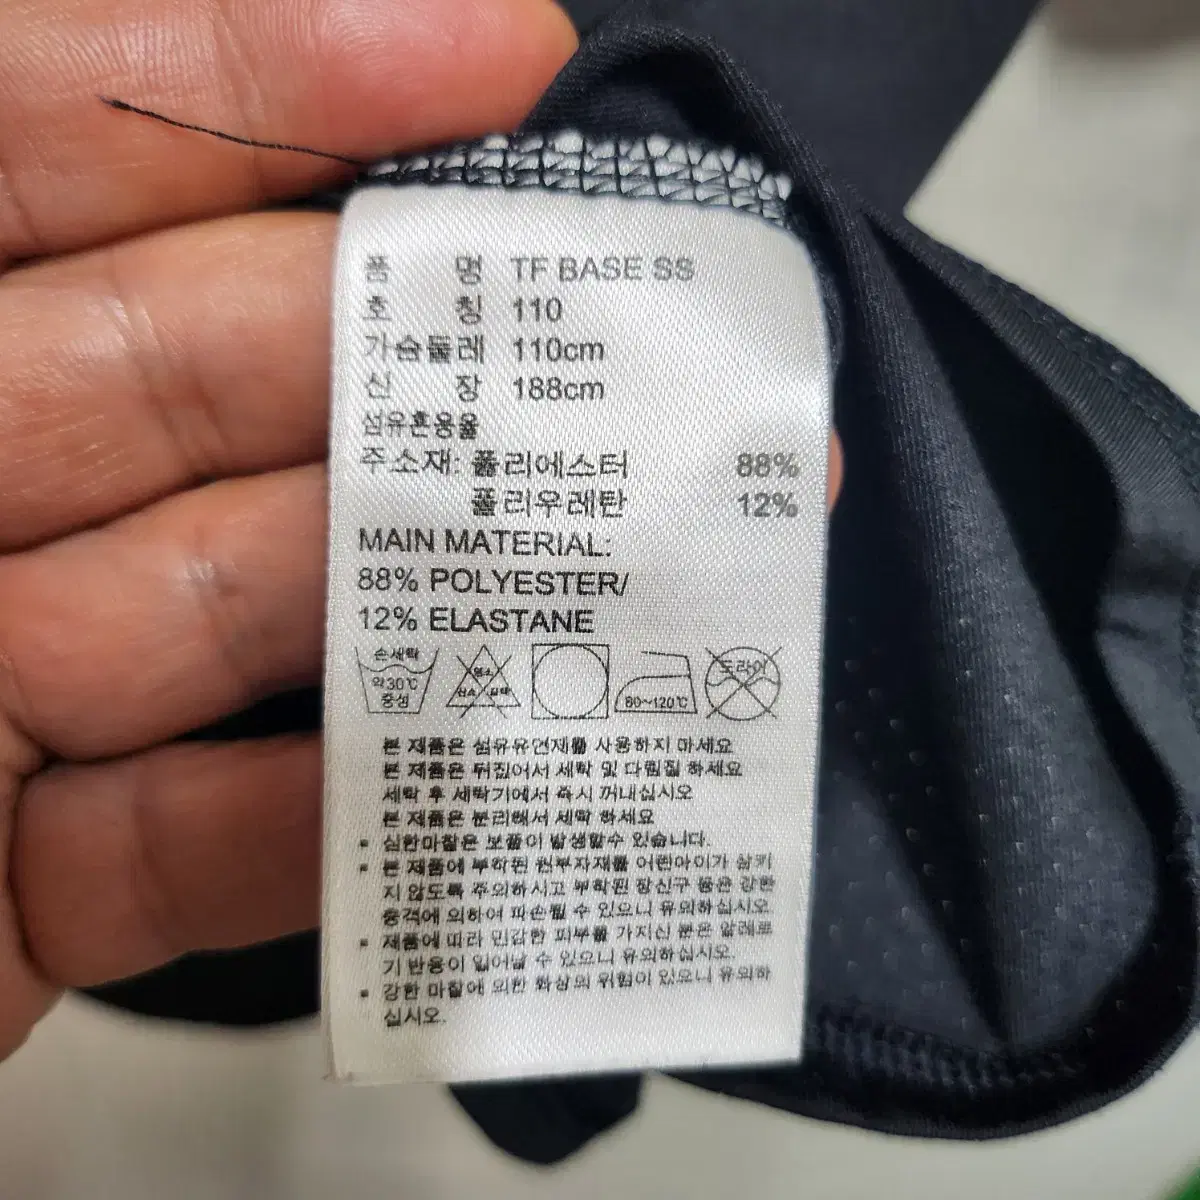 품 명 TF BASE SS
호 칭 110
가슴둘레 110cm
신 장 188cm
섬유혼용율
주소재: 폴리에스터 88%
폴리우레탄 12%
MAIN MATERIAL:
88% POLYESTER/
12% ELASTANE
손세탁
약30℃
중성
염소
산소 표백
80~120℃
드라이
본 제품은 섬유유연제를 사용하지 마세요
본 제품은 뒤집어서 세탁 및 다림질 하세요
세탁 후 세탁기에서 즉시 꺼내십시오
본 제품은 분리해서 세탁 하세요
• 심한마찰은 보풀이 발생할수 있습니다.
• 본 제품에 부착된 원부자재를 어린아이가 삼키
지 않도록 주의하시고 부착된 장신구 등은 강한
충격에 의하여 파손될 수 있으니 유의하십시오
• 제품에 따라 민감한 피부를 가지신 분은 알레르
기 반응이 일어날 수 있으니 유의하십시오.
• 강한 마찰에 의한 화상의 위험이 있으니 유의하
십시오.